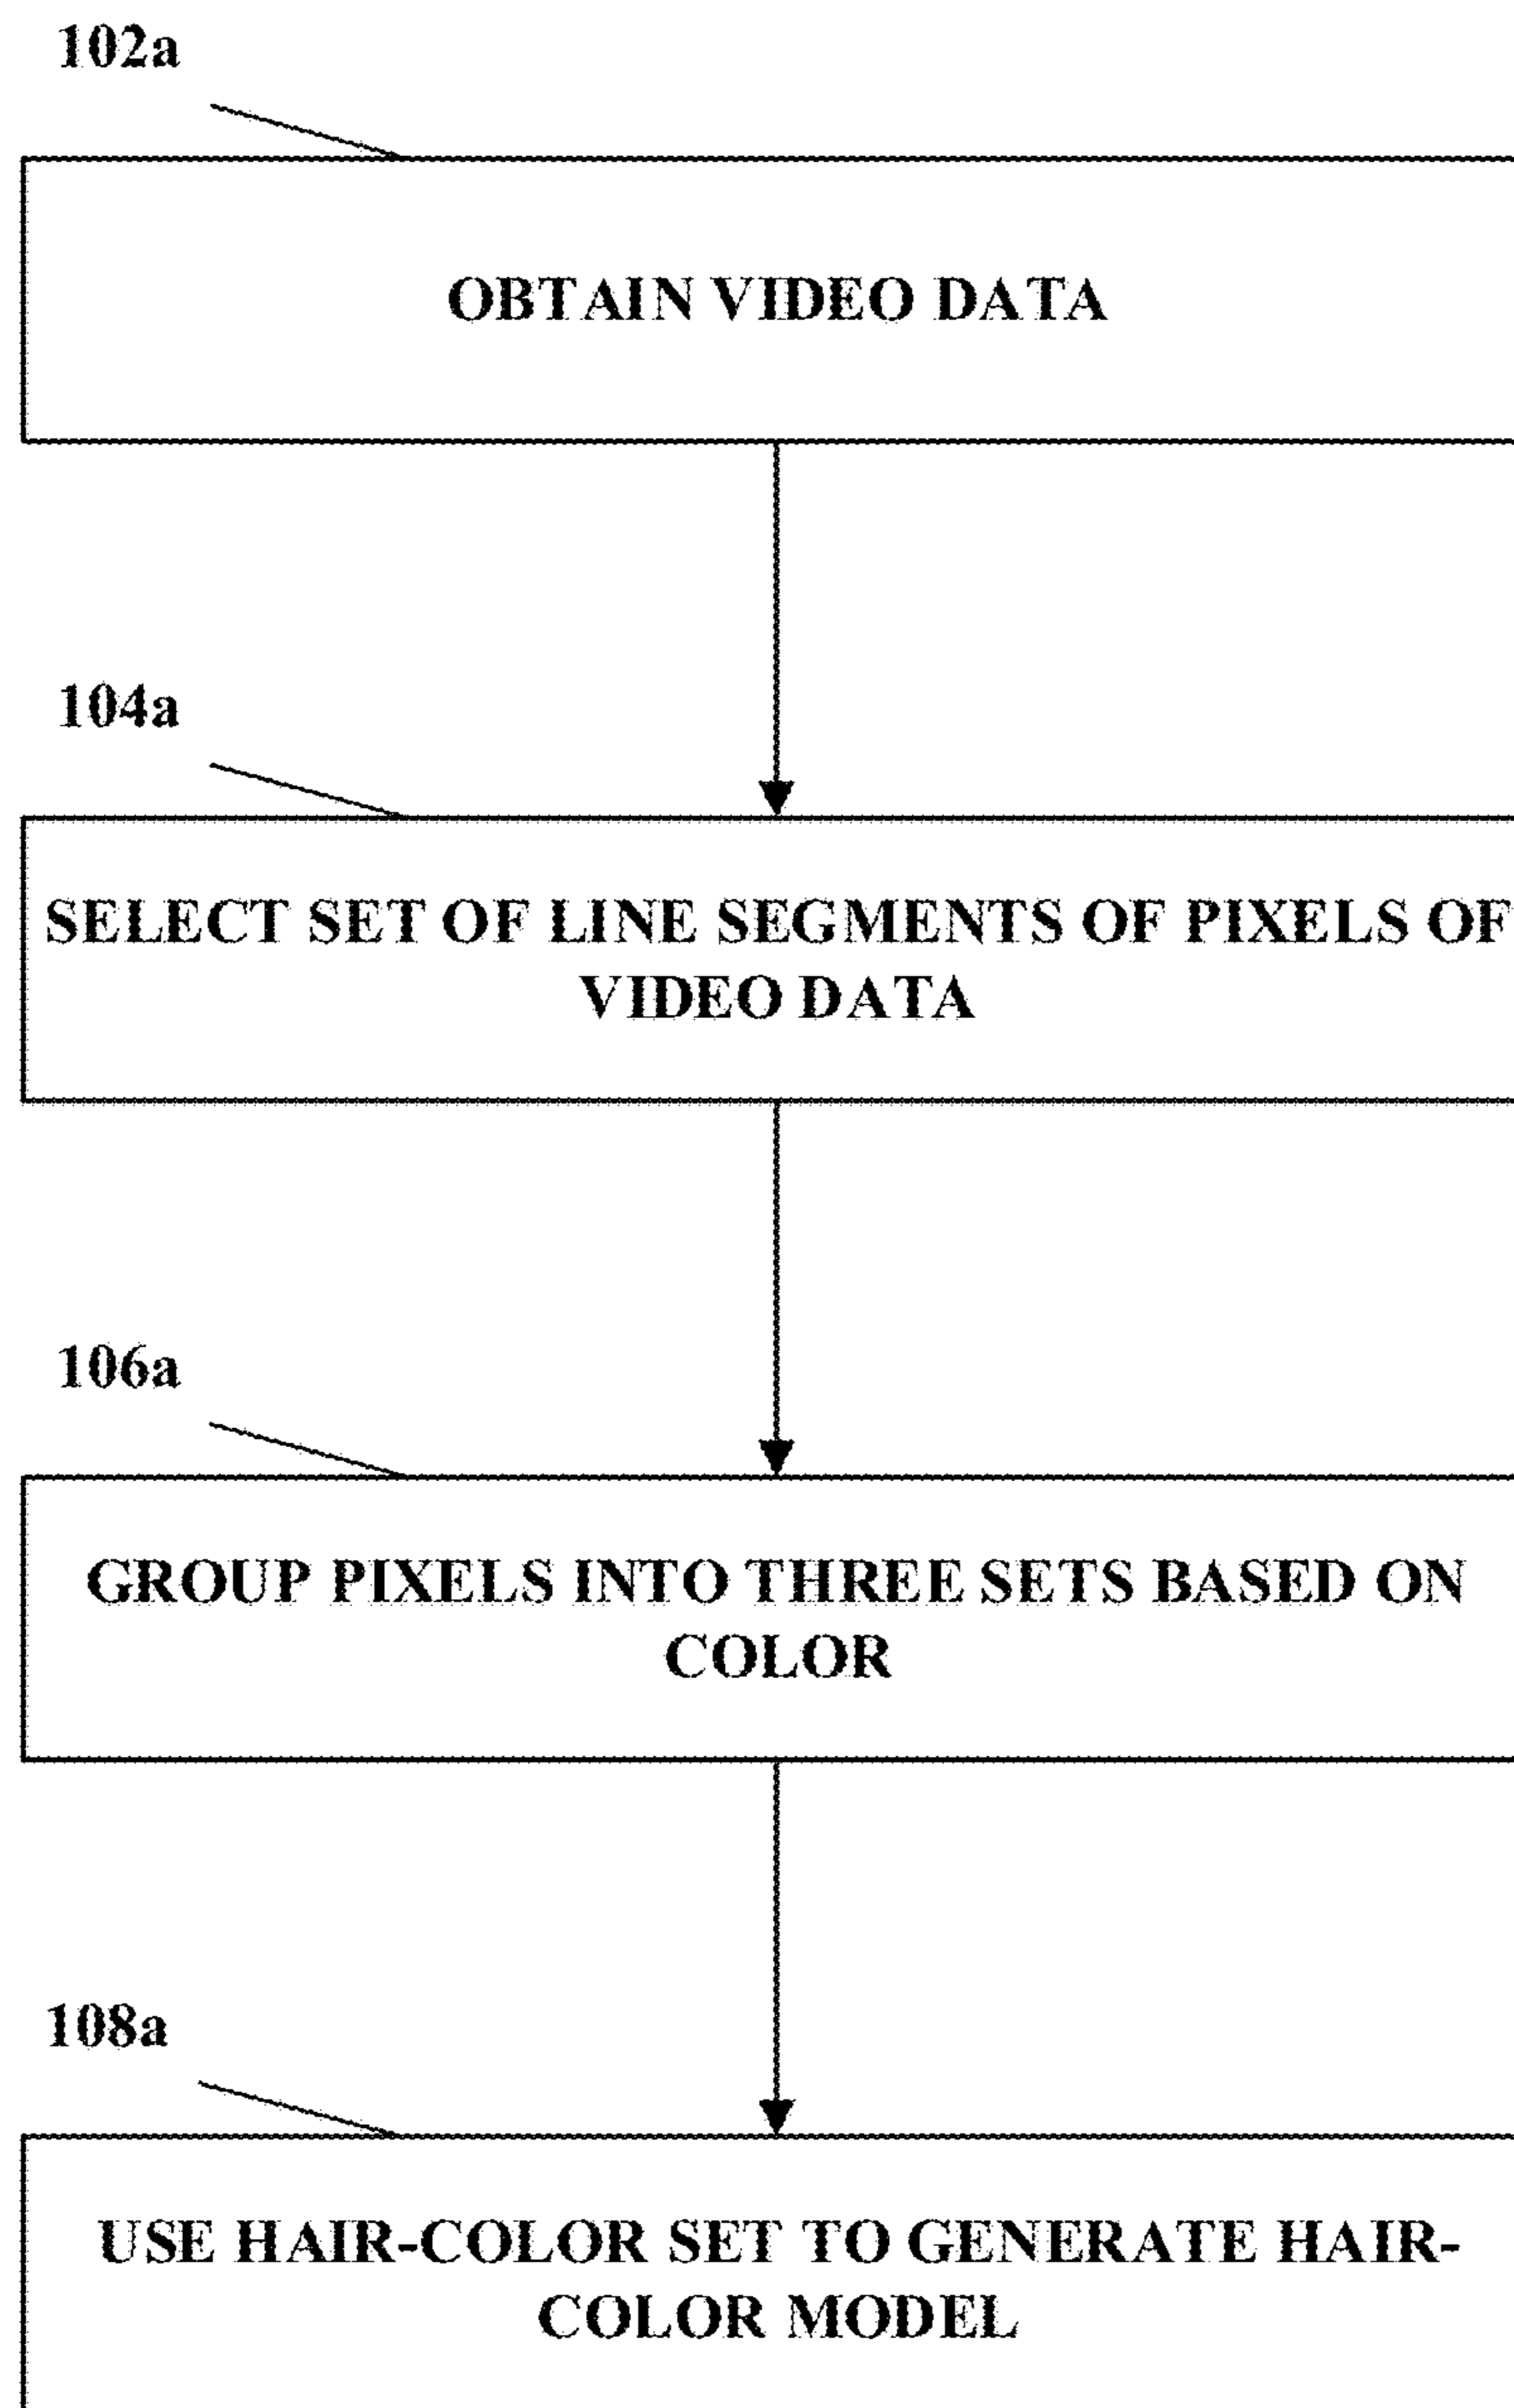 102a
OBTAIN VIDEO DATA
104a
SELECT SET OF LINE SEGMENTS OF PIXELS OF
VIDEO DATA
106a
GROUP PIXELS INTO THREE SETS BASED ON
COLOR
108a
USE HAIR-COLOR SET TO GENERATE HAIR-
COLOR MODEL